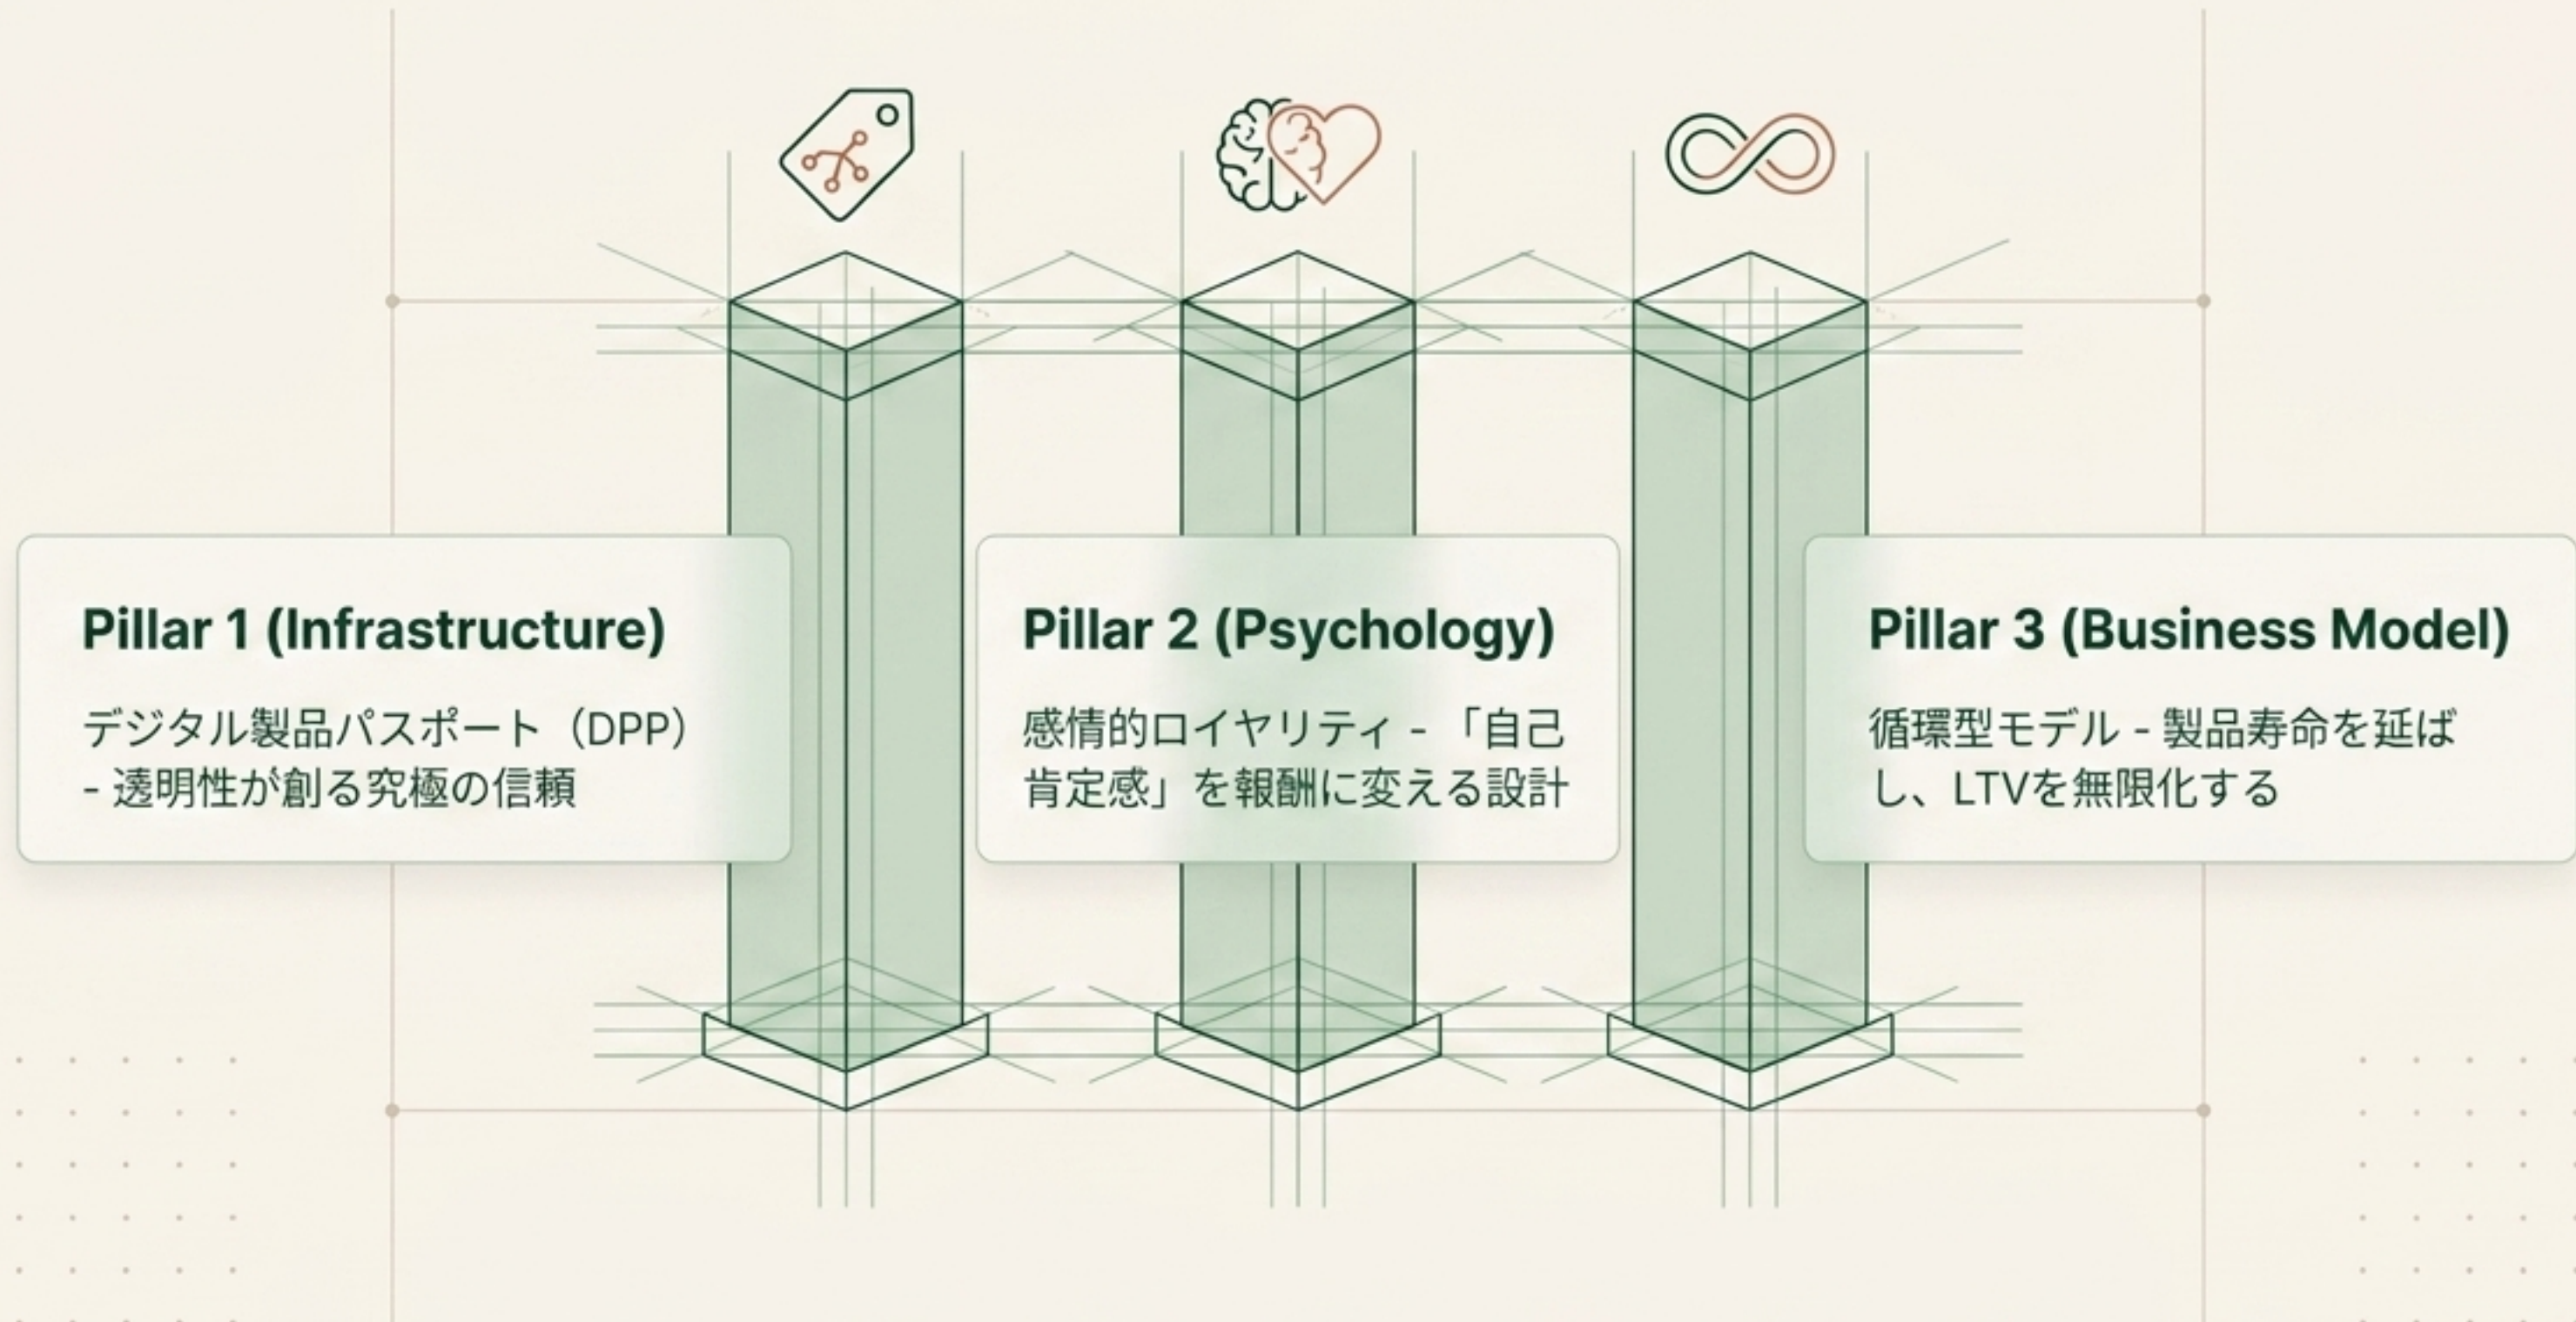 Pillar 1 (Infrastructure)
デジタル製品パスポート（DPP）
- 透明性が創る究極の信頼
Pillar 2 (Psychology)
感情的ロイヤリティ - 「自己
肯定感」を報酬に変える設計
Pillar 3 (Business Model)
循環型モデル - 製品寿命を延ば
し、LTVを無限化する